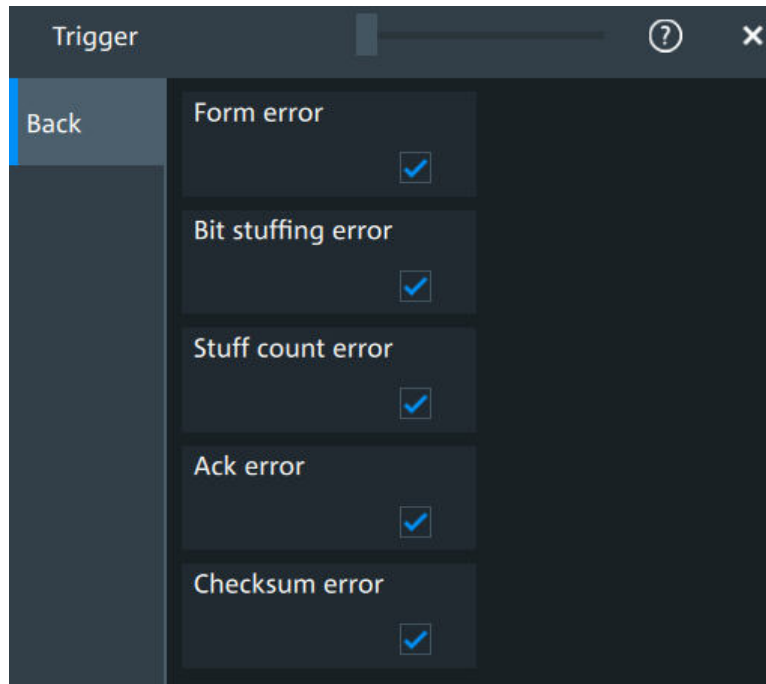 Trigger
Back
Form error
Bit stuffing error
Stuff count error
Ack error
Checksum error